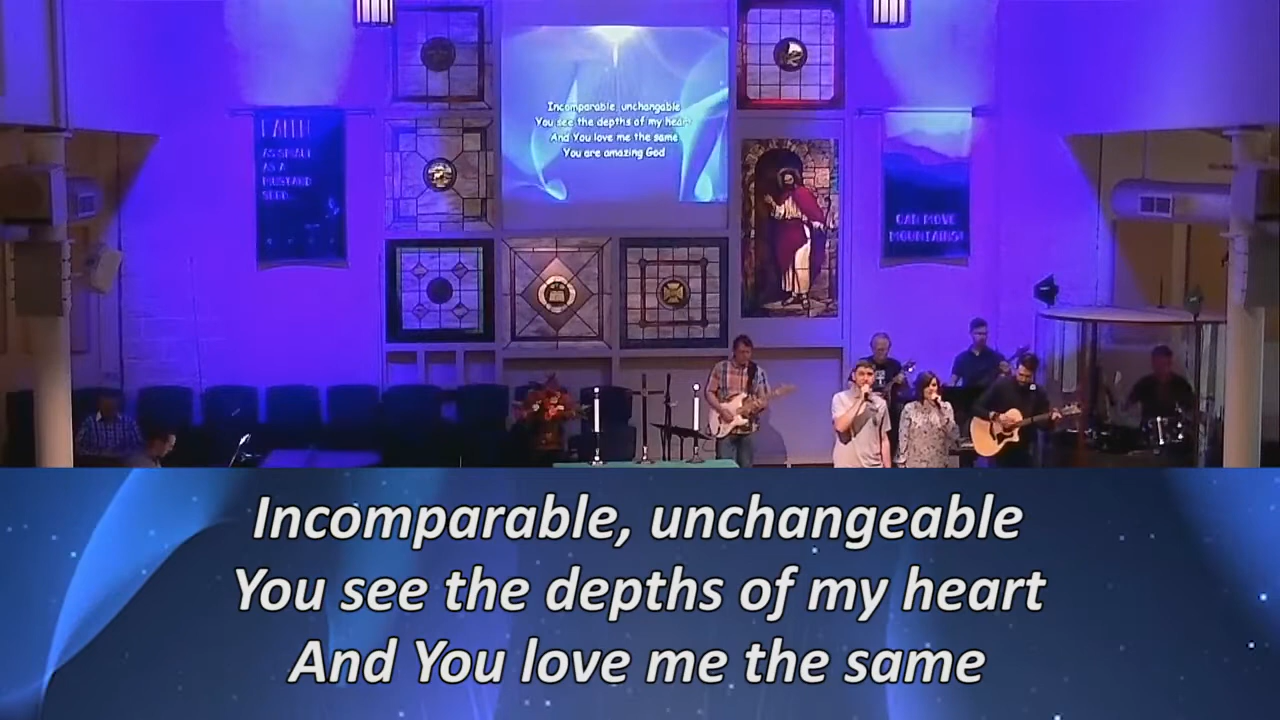 FAITH
AS SMALL
AS A
MUSTARD
SEED...
Incomparable, unchangable
You see the depths of my heart
And You love me the same
You are amazing God
CAN MOVE
MOUNTAINS!
Incomparable, unchangeable
You see the depths of my heart
And You love me the same